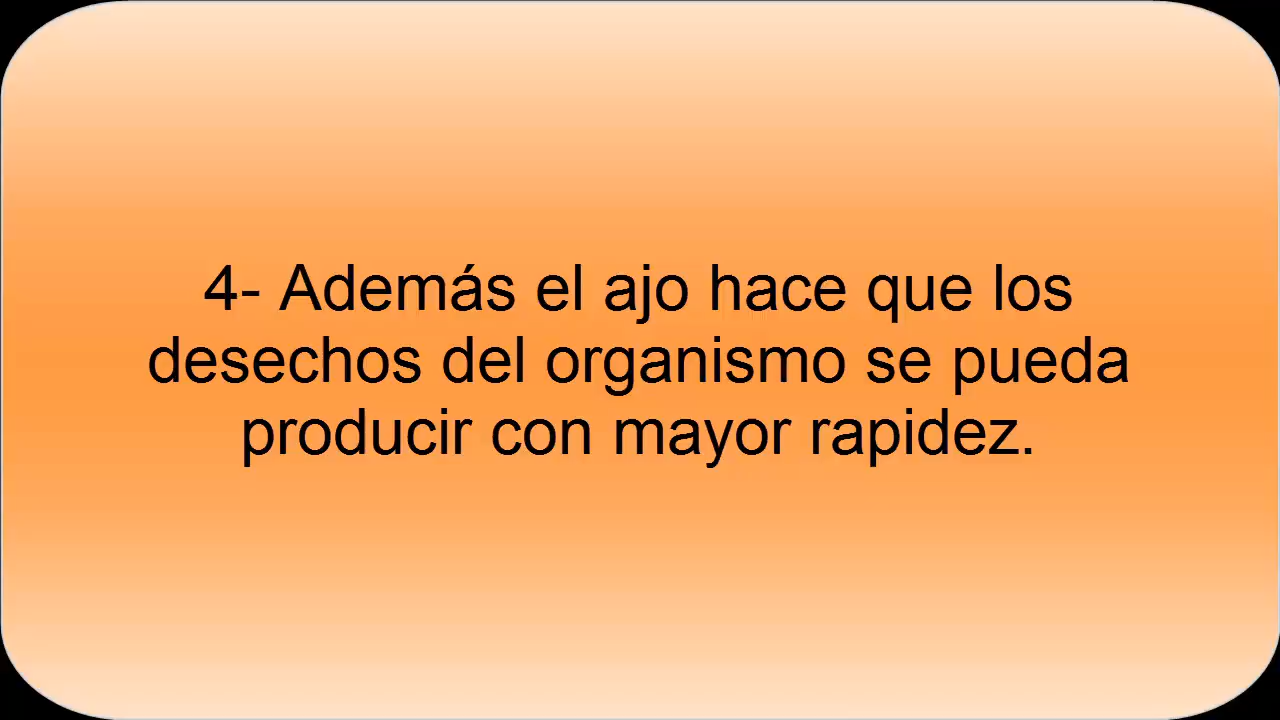 4- Además el ajo hace que los
desechos del organismo se pueda
producir con mayor rapidez.